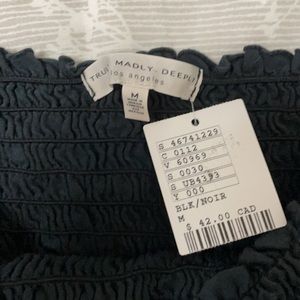 TRULY MADLY DEEPLY
los angeles
M
S 46741229
C 0112
V 60969
S 0030
S UB4393
Y 000
BLK/NOIR
M
$ 42.00 CAD